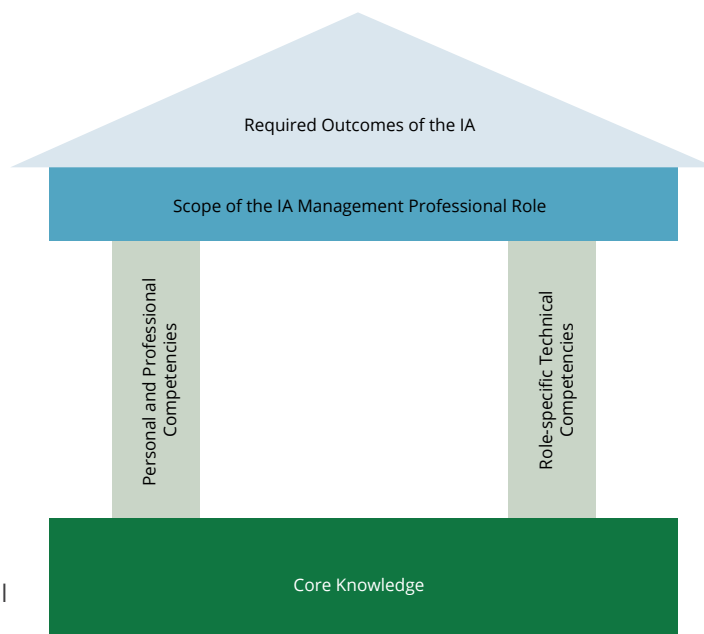 Required Outcomes of the IA
Scope of the IA Management Professional Role
Personal and Professional
Competencies
Role-specific Technical
Competencies
Core Knowledge
l